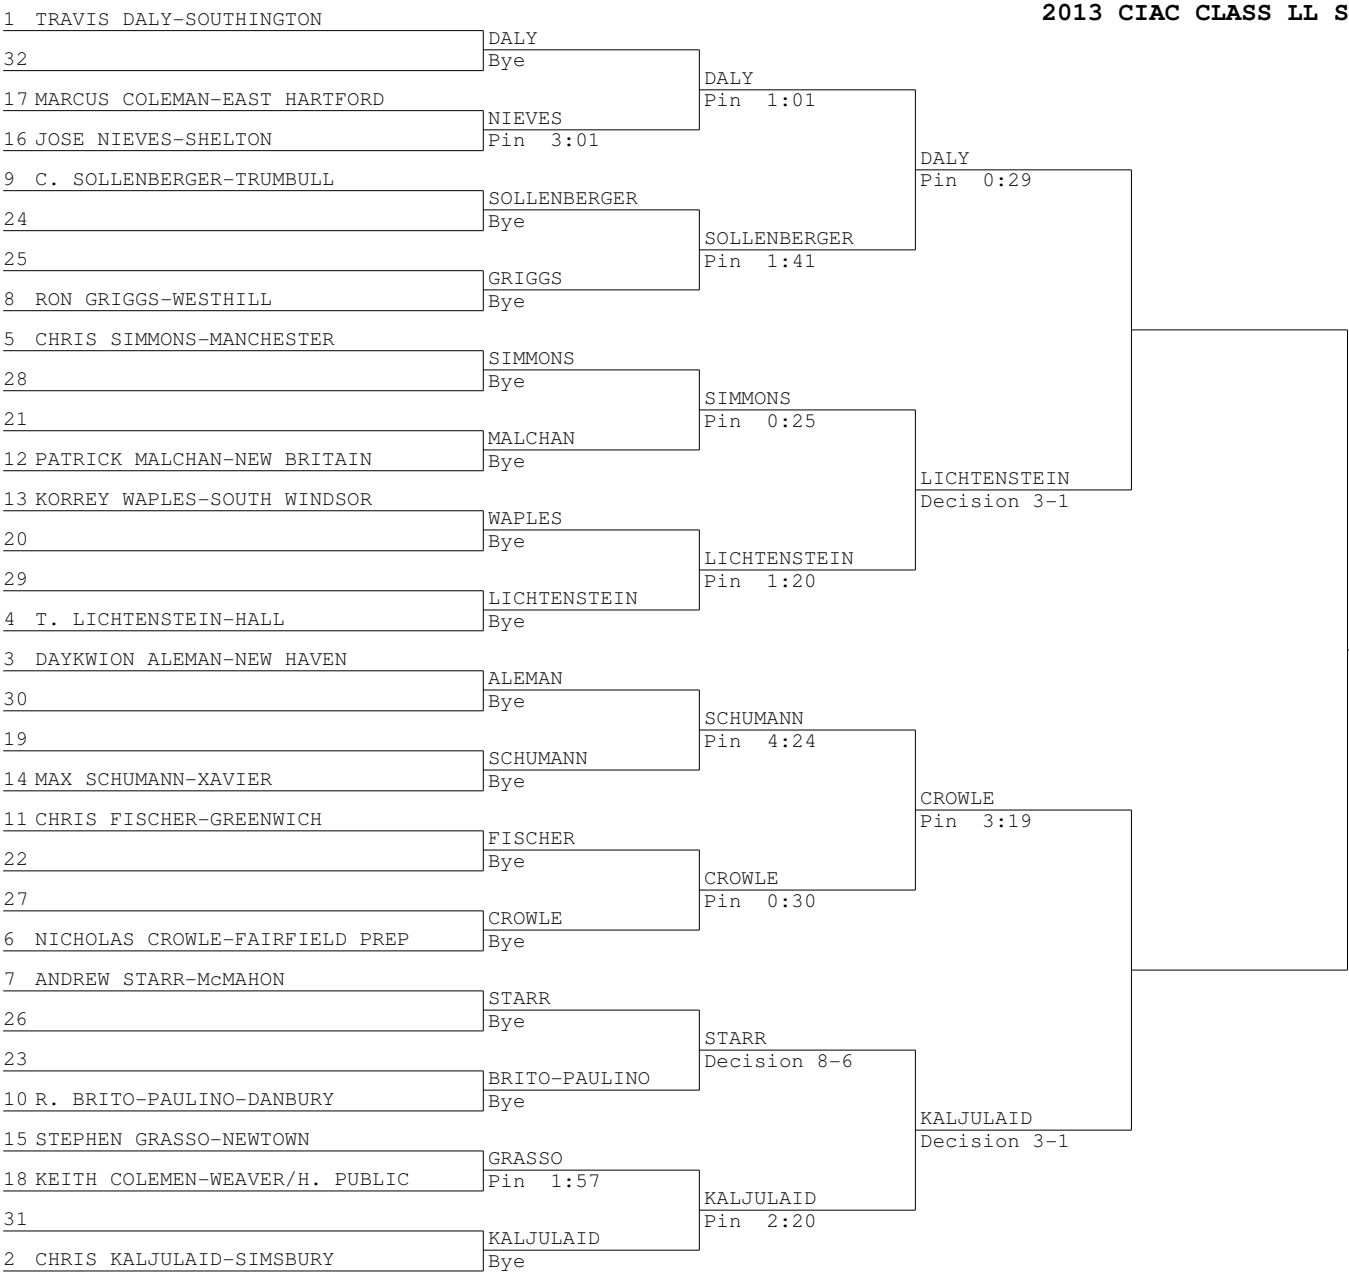 2013 CIAC CLASS LL S
1 TRAVIS DALY-SOUTHINGTON
DALY
32
Bye
DALY
17 MARCUS COLEMAN-EAST HARTFORD
Pin 1:01
NIEVES
16 JOSE NIEVES-SHELTON
Pin 3:01
DALY
9 C. SOLLENBERGER-TRUMBULL
Pin 0:29
SOLLENBERGER
24
Bye
SOLLENBERGER
25
Pin 1:41
GRIGGS
8 RON GRIGGS-WESTHILL
Bye
5 CHRIS SIMMONS-MANCHESTER
SIMMONS
28
Bye
SIMMONS
21
Pin 0:25
MALCHAN
12 PATRICK MALCHAN-NEW BRITAIN
Bye
LICHTENSTEIN
13 KORREY WAPLES-SOUTH WINDSOR
Decision 3-1
WAPLES
20
Bye
LICHTENSTEIN
29
Pin 1:20
LICHTENSTEIN
4 T. LICHTENSTEIN-HALL
Bye
3 DAYKWION ALEMAN-NEW HAVEN
ALEMAN
30
Bye
SCHUMANN
19
Pin 4:24
SCHUMANN
14 MAX SCHUMANN-XAVIER
Bye
CROWLE
11 CHRIS FISCHER-GREENWICH
Pin 3:19
FISCHER
22
Bye
CROWLE
27
Pin 0:30
CROWLE
6 NICHOLAS CROWLE-FAIRFIELD PREP
Bye
7 ANDREW STARR-McMAHON
STARR
26
Bye
STARR
23
Decision 8-6
BRITO-PAULINO
10 R. BRITO-PAULINO-DANBURY
Bye
KALJULAID
15 STEPHEN GRASSO-NEWTOWN
Decision 3-1
GRASSO
18 KEITH COLEMEN-WEAVER/H. PUBLIC
Pin 1:57
KALJULAID
31
Pin 2:20
KALJULAID
2 CHRIS KALJULAID-SIMSBURY
Bye